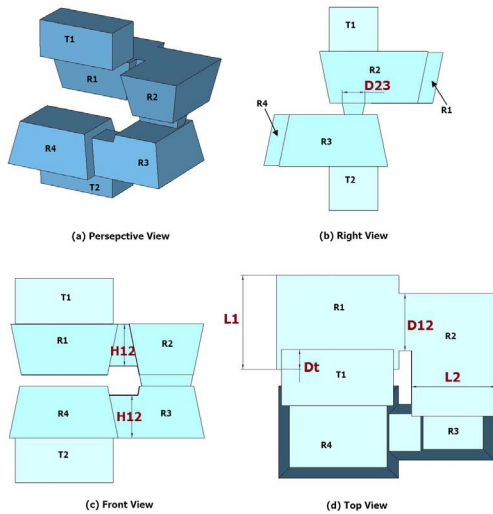 T1
R1
R2
R4
R3
T2
(a) Persepctive View
T1
R2
D23
R1
R4
R3
T2
(b) Right View
T1
R1
H12
R2
R4
H12
R3
T2
(c) Front View
L1
R1
D12
R2
Dt
T1
L2
R4
R3
(d) Top View